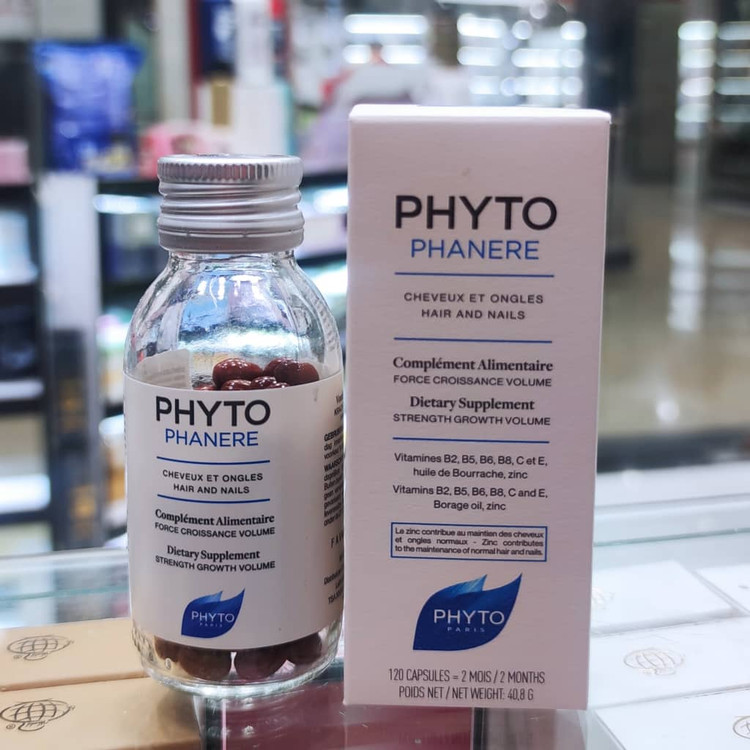 PHYTO
PHANERE
CHEVEUX ET ONGLES
HAIR AND NAILS
Complément Alimentaire
FORCE CROISSANCE VOLUME
Dietary Supplement
STRENGTH GROWTH VOLUME
PHYTO
PARIS
PHYTO
PHANERE
CHEVEUX ET ONGLES
HAIR AND NAILS
Complément Alimentaire
FORCE CROISSANCE VOLUME
Dietary Supplement
STRENGTH GROWTH VOLUME
Vitamines B2, B5, B6, B8, C et E,
huile de Bourrache, zinc
Vitamins B2, B5, B6, B8, C and E,
Borage oil, zinc
Le zinc contribue au maintien des cheveux
et ongles normaux - Zinc contributes
to the maintenance of normal hair and nails.
PHYTO
PARIS
120 CAPSULES = 2 MOIS / 2 MONTHS
POIDS NET / NET WEIGHT: 40,8 G